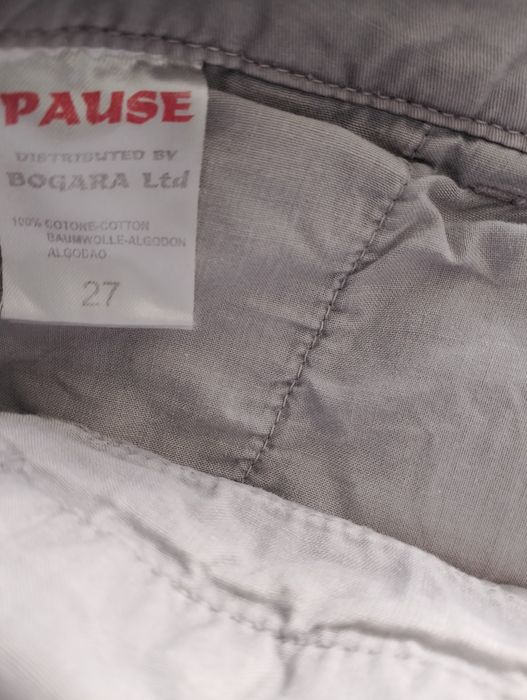 PAUSE
DISTRIBUTED BY
BOGARA Ltd
100% COTONE-COTTON
BAUMWOLLE-ALGODON
ALGODAO
27